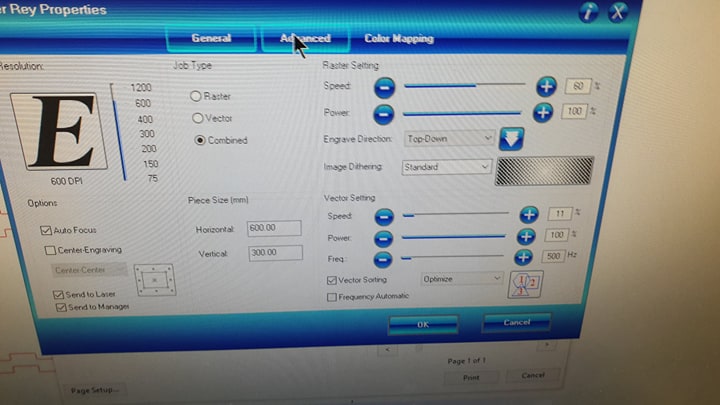 er Rey Properties
General
Advanced
Color Mapping
Resolution:
1200
600
400
300
200
150
75
E
600 DPI
Job Type
Raster
Vector
Combined
Raster Setting
Speed:
60 %
Power:
100 %
Engrave Direction: Top-Down
Image Dithering: Standard
Options
Auto Focus
Center-Engraving
Center-Center
Send to Laser
Send to Manager
Piece Size (mm)
Horizontal: 600.00
Vertical: 300.00
Vector Setting
Speed:
11 %
Power:
100 %
Freq.:
500 Hz
Vector Sorting
Optimize
1 2
3
Frequency Automatic
OK
Cancel
Page 1 of 1
Page Setup...
Print
Cancel